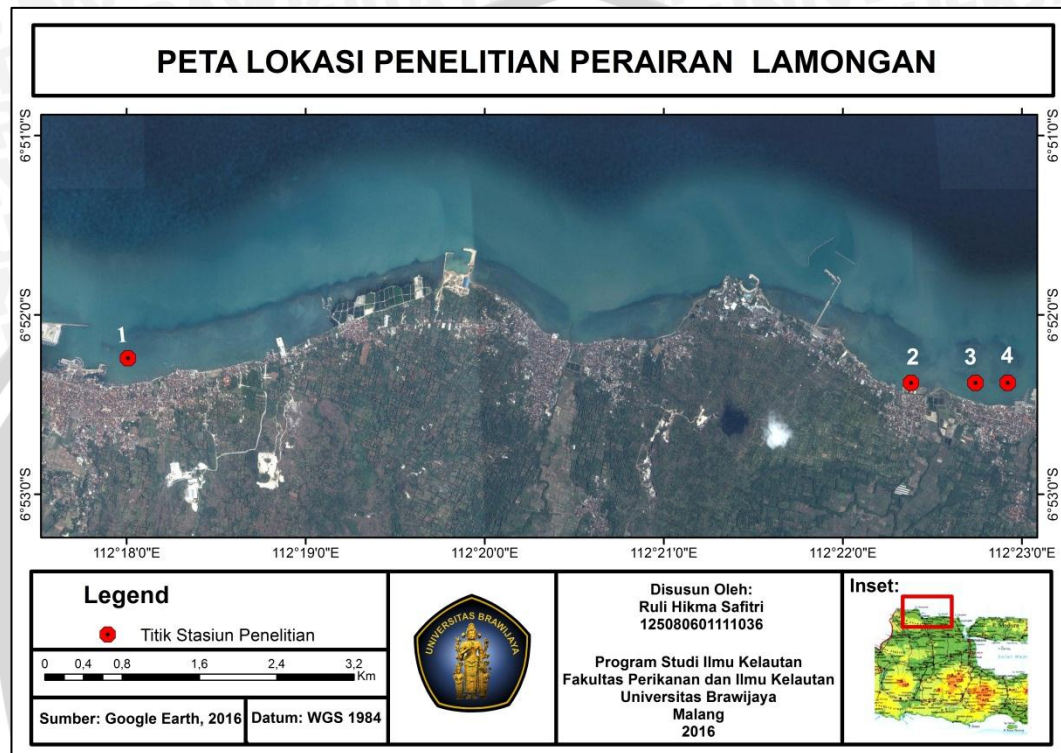 PETA LOKASI PENELITIAN PERAIRAN LAMONGAN
6°51'0"S
6°51'0"S
6°52'0"S
6°52'0"S
6°53'0"S
6°53'0"S
1
2
3
4
112°18'0"E
112°19'0"E
112°20'0"E
112°21'0"E
112°22'0"E
112°23'0"E
Legend
Titik Stasiun Penelitian
0 0,4 0,8 1,6 2,4 3,2
Km
Sumber: Google Earth, 2016
Datum: WGS 1984
UNIVERSITAS BRAWIJAYA
Disusun Oleh:
Ruli Hikma Safitri
125080601111036
Program Studi Ilmu Kelautan
Fakultas Perikanan dan Ilmu Kelautan
Universitas Brawijaya
Malang
2016
Inset: